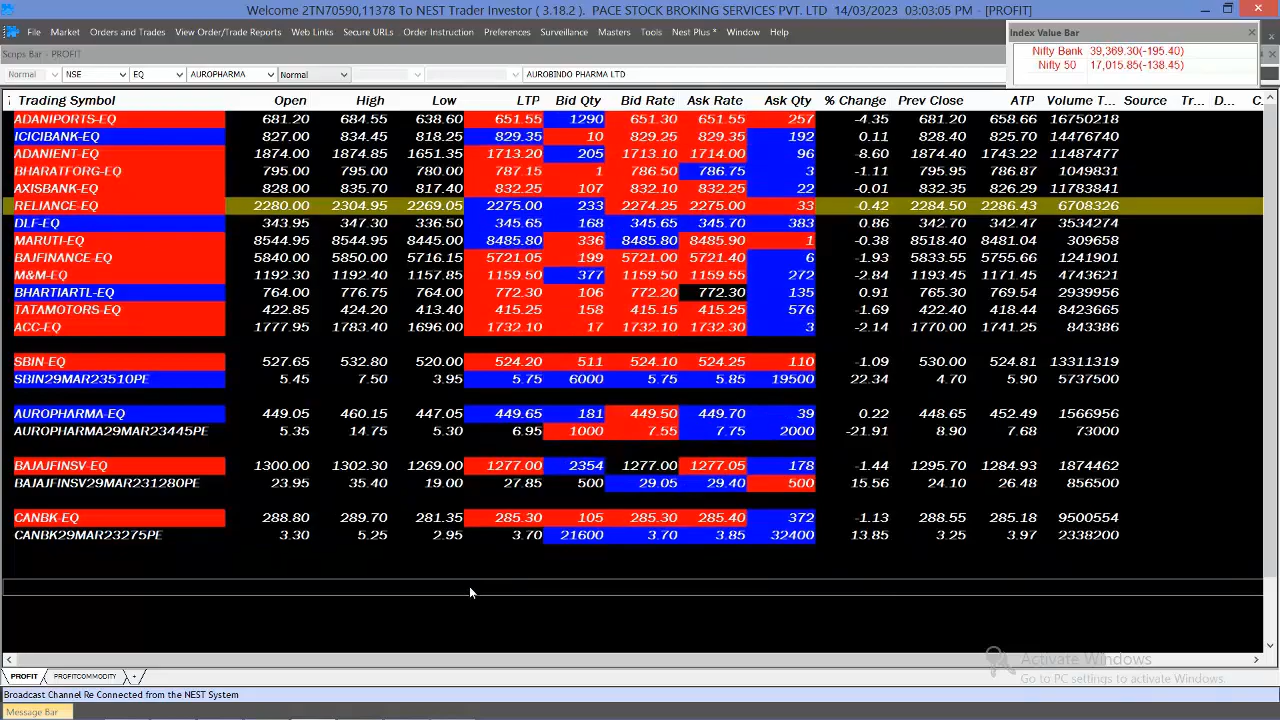 Welcome 2TN70590,11378 to NEST Trader Investor ( 3.18.2 ). PACE STOCK BROKING SERVICES PVT. LTD 14/03/2023 03:03:05 PM - [PROFIT]
File Market Orders and Trades View Order/Trade Reports Web Links Secure URLs Order Instruction Preferences Surveillance Masters Tools Nest Plus Window Help
Index Value Bar
Nifty Bank 39,369.30(-195.40)
Nifty 50 17,015.85(-138.45)
Scrips Bar - PROFIT
Normal NSE EQ AUROPHARMA Normal AUROBINDO PHARMA LTD
Trading Symbol Open High Low LTP Bid Qty Bid Rate Ask Rate Ask Qty % Change Prev Close ATP Volume T... Source Tr... D... C.
ADANIPORTS-EQ 681.20 684.55 638.60 651.55 1290 651.30 651.55 257 -4.35 681.20 658.66 16750218
ICICIBANK-EQ 827.00 834.45 818.25 829.35 10 829.25 829.35 192 0.11 828.40 825.70 14476740
ADANIENT-EQ 1874.00 1874.85 1651.35 1713.20 205 1713.10 1714.00 96 -8.60 1874.40 1743.22 11487477
BHARATFORG-EQ 795.00 795.00 780.00 787.15 1 786.50 786.75 3 -1.11 795.95 786.87 1049831
AXISBANK-EQ 828.00 835.70 817.40 832.25 107 832.10 832.25 22 -0.01 832.35 826.29 11783841
RELIANCE-EQ 2280.00 2304.95 2269.05 2275.00 233 2274.25 2275.00 33 -0.42 2284.50 2286.43 6708326
DLF-EQ 343.95 347.30 339.60 345.65 168 345.65 345.70 383 0.86 342.70 342.47 3534274
MARUTI-EQ 8544.95 8544.95 8445.00 8485.80 336 8485.80 8485.90 1 -0.38 8518.40 8481.04 309658
BAJFINANCE-EQ 5840.00 5850.00 5716.15 5721.05 199 5721.00 5721.40 6 -1.93 5833.55 5755.66 1241901
M&M-EQ 1192.30 1192.40 1157.85 1159.50 377 1159.50 1159.55 272 -2.84 1193.45 1171.45 4743621
BHARTIARTL-EQ 764.00 776.75 764.00 772.30 106 772.20 772.30 135 0.91 765.30 769.54 2939956
TATAMOTORS-EQ 422.85 424.20 413.40 415.25 158 415.15 415.25 576 -1.69 422.40 418.44 8423665
ACC-EQ 1777.95 1783.40 1696.00 1732.10 17 1732.10 1732.30 3 -2.14 1770.00 1741.25 843386
SBIN-EQ 527.65 532.80 520.00 524.20 511 524.10 524.25 110 -1.09 530.00 524.81 13311319
SBIN29MAR23510PE 5.45 7.50 3.95 5.75 6000 5.75 5.85 19500 22.34 4.70 5.90 5737500
AUROPHARMA-EQ 449.05 460.15 447.05 449.65 181 449.50 449.70 39 0.22 448.65 452.49 1566956
AUROPHARMA29MAR23445PE 5.35 14.75 5.30 6.95 1000 7.55 7.75 2000 -21.91 8.90 7.68 73000
BAJAJFINSV-EQ 1300.00 1302.30 1269.00 1277.00 2354 1277.00 1277.05 178 -1.44 1295.70 1284.93 1874462
BAJAJFINSV29MAR231280PE 23.95 35.40 19.00 27.85 500 29.05 29.40 500 15.56 24.10 26.48 856500
CANBK-EQ 288.80 289.70 281.35 285.30 105 285.30 285.40 372 -1.13 288.55 285.18 9500554
CANBK29MAR23275PE 3.30 5.25 2.95 3.70 21600 3.70 3.85 32400 13.85 3.25 3.97 2338200
Activate Windows
Go to PC settings to activate Windows.
PROFIT PROFITCOMMODITY +
Broadcast Channel Re Connected from the NEST System
Message Bar